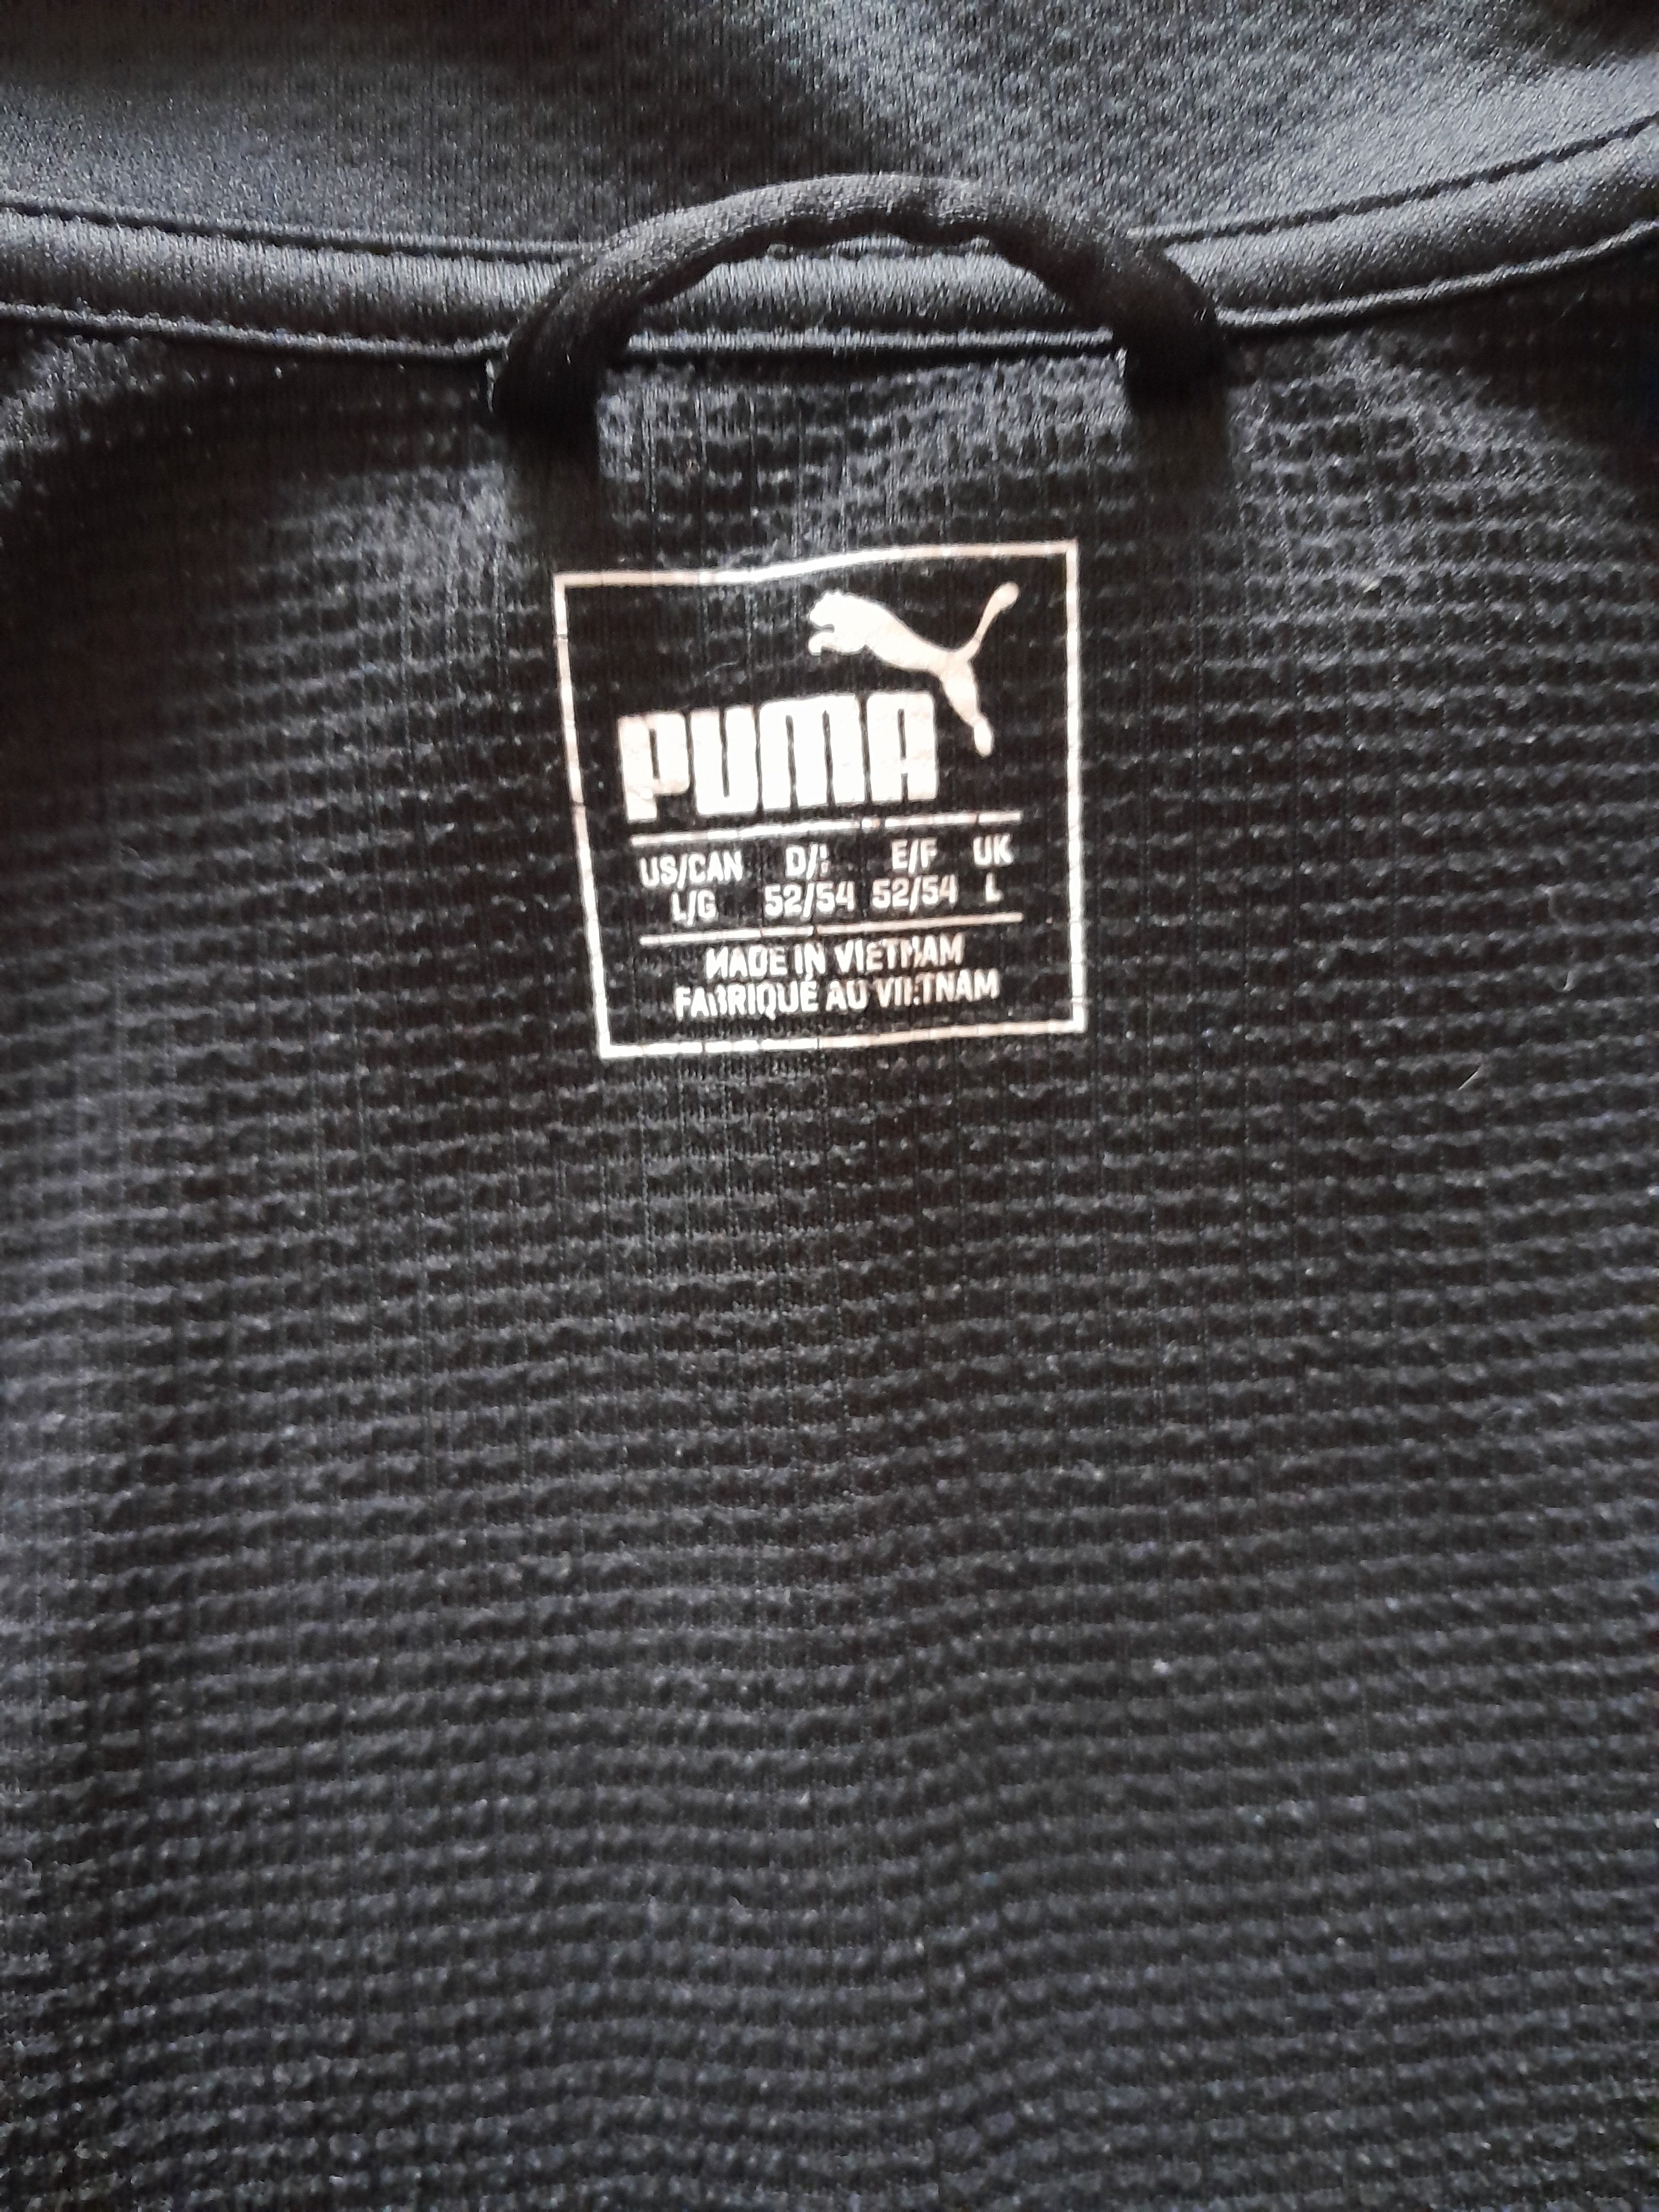 PUMA
US/CAN D/I E/F UK
L/G 52/54 52/54 L
MADE IN VIETNAM
FABRIQUE AU VIETNAM